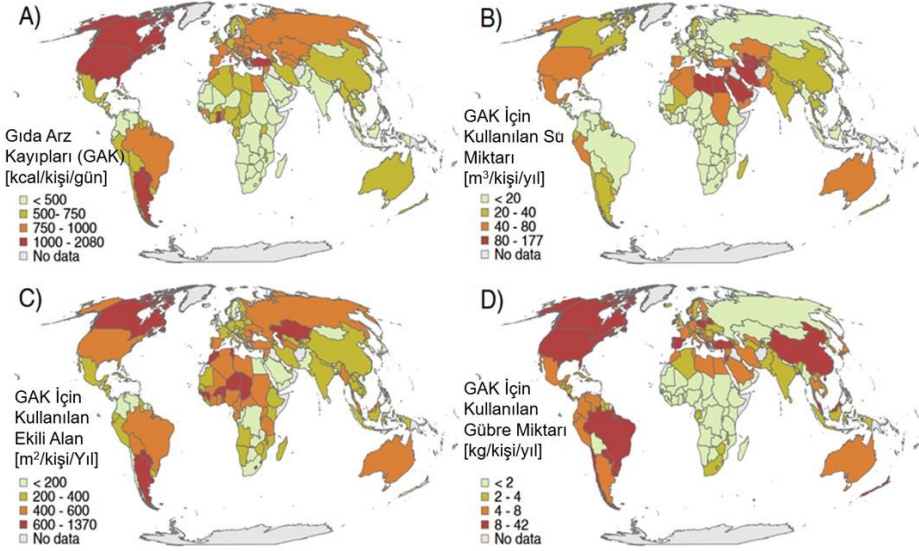 A)
Gıda Arz
Kayıpları (GAK)
[kcal/kişi/gün]
< 500
500- 750
750 - 1000
1000 - 2080
No data
B)
GAK İçin
Kullanılan Su
Miktarı
[m³/kişi/yıl]
< 20
20 - 40
40 - 80
80 - 177
No data
C)
GAK İçin
Kullanılan
Ekili Alan
[m²/kişi/Yıl]
< 200
200 - 400
400 - 600
600 - 1370
No data
D)
GAK İçin
Kullanılan
Gübre Miktarı
[kg/kişi/yıl]
< 2
2 - 4
4 - 8
8 - 42
No data